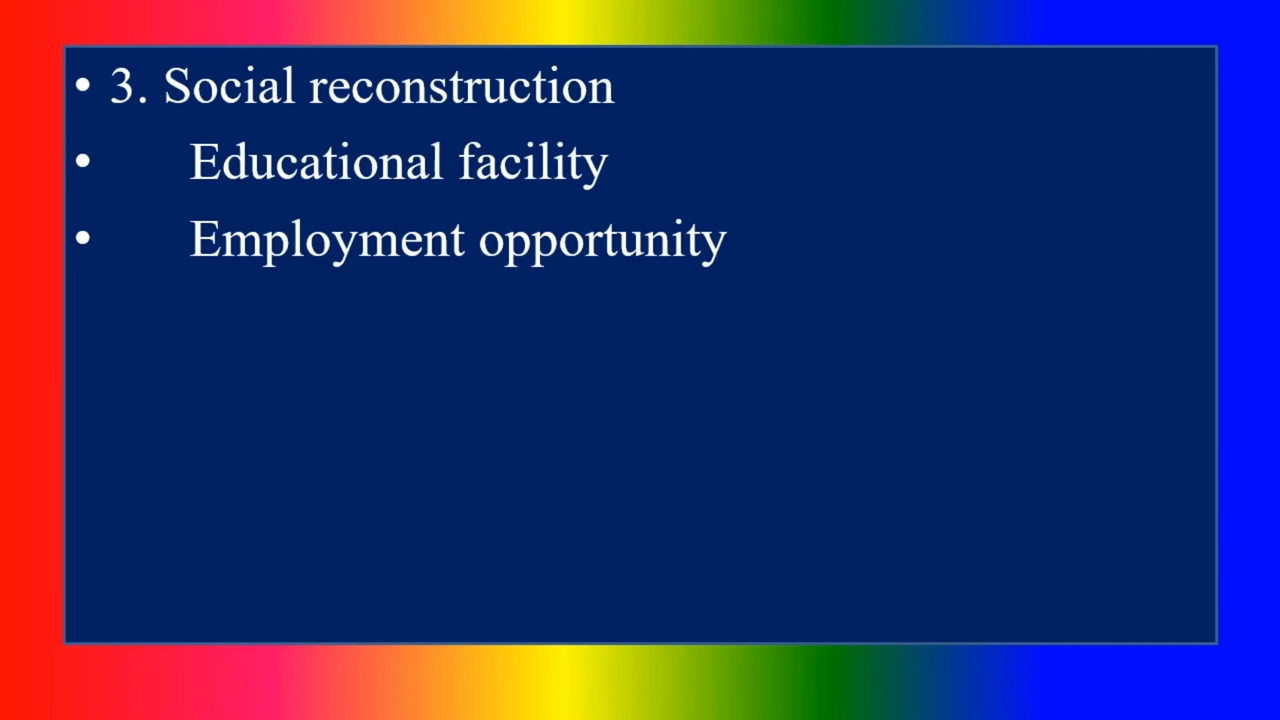 • 3. Social reconstruction
• Educational facility
• Employment opportunity